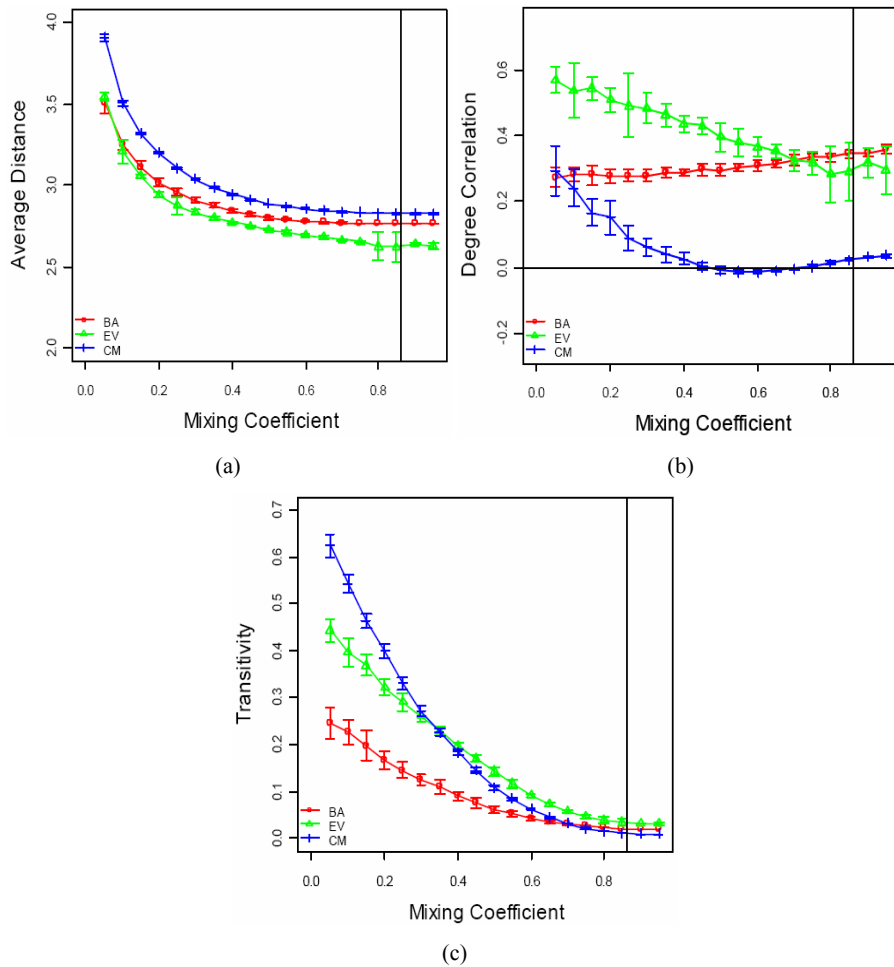 Average Distance
4.0
3.5
3.0
2.5
2.0
BA
EV
CM
0.0 0.2 0.4 0.6 0.8
Mixing Coefficient
(a)
Degree Correlation
0.6
0.4
0.2
0.0
-0.2
BA
EV
CM
0.0 0.2 0.4 0.6 0.8
Mixing Coefficient
(b)
Transitivity
0.7
0.6
0.5
0.4
0.3
0.2
0.1
0.0
BA
EV
CM
0.0 0.2 0.4 0.6 0.8
Mixing Coefficient
(c)